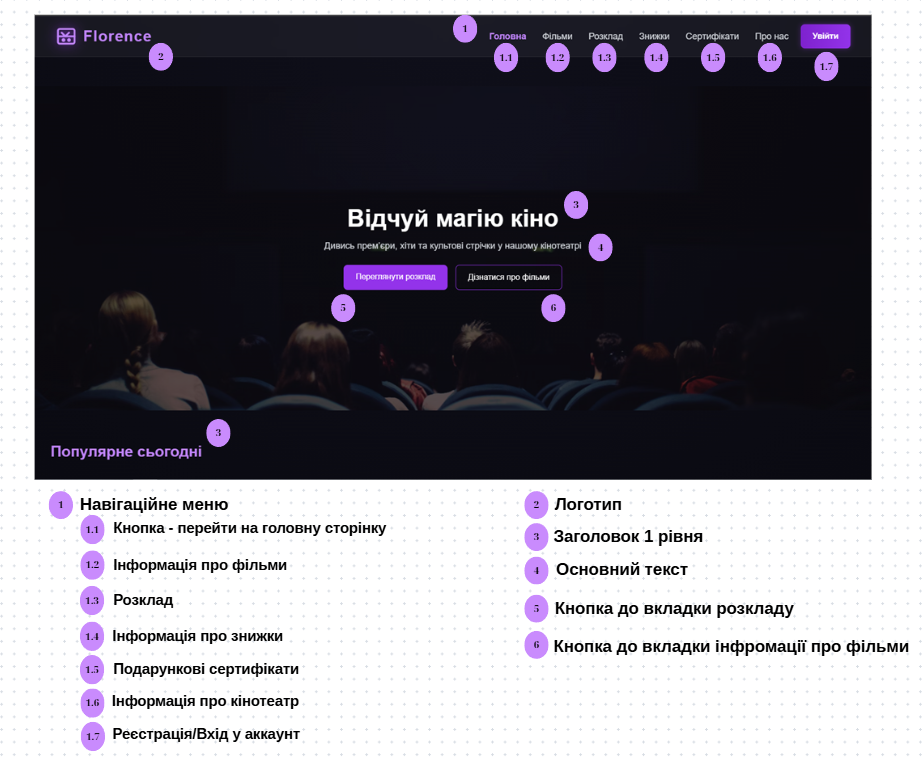 Florence
1
Головна Фільми Розклад Знижки Сертифікати Про нас Увійти
2
1.1 1.2 1.3 1.4 1.5 1.6 1.7
Відчуй магію кіно
3
Дивись прем'єри, хіти та культові стрічки у нашому кінотеатрі
4
Переглянути розклад Дізнатися про фільми
5 6
3
Популярне сьогодні
1 Навігаційне меню
1.1 Кнопка - перейти на головну сторінку
1.2 Інформація про фільми
1.3 Розклад
1.4 Інформація про знижки
1.5 Подарункові сертифікати
1.6 Інформація про кінотеатр
1.7 Реєстрація/Вхід у аккаунт
2 Логотип
3 Заголовок 1 рівня
4 Основний текст
5 Кнопка до вкладки розкладу
6 Кнопка до вкладки інфромації про фільми